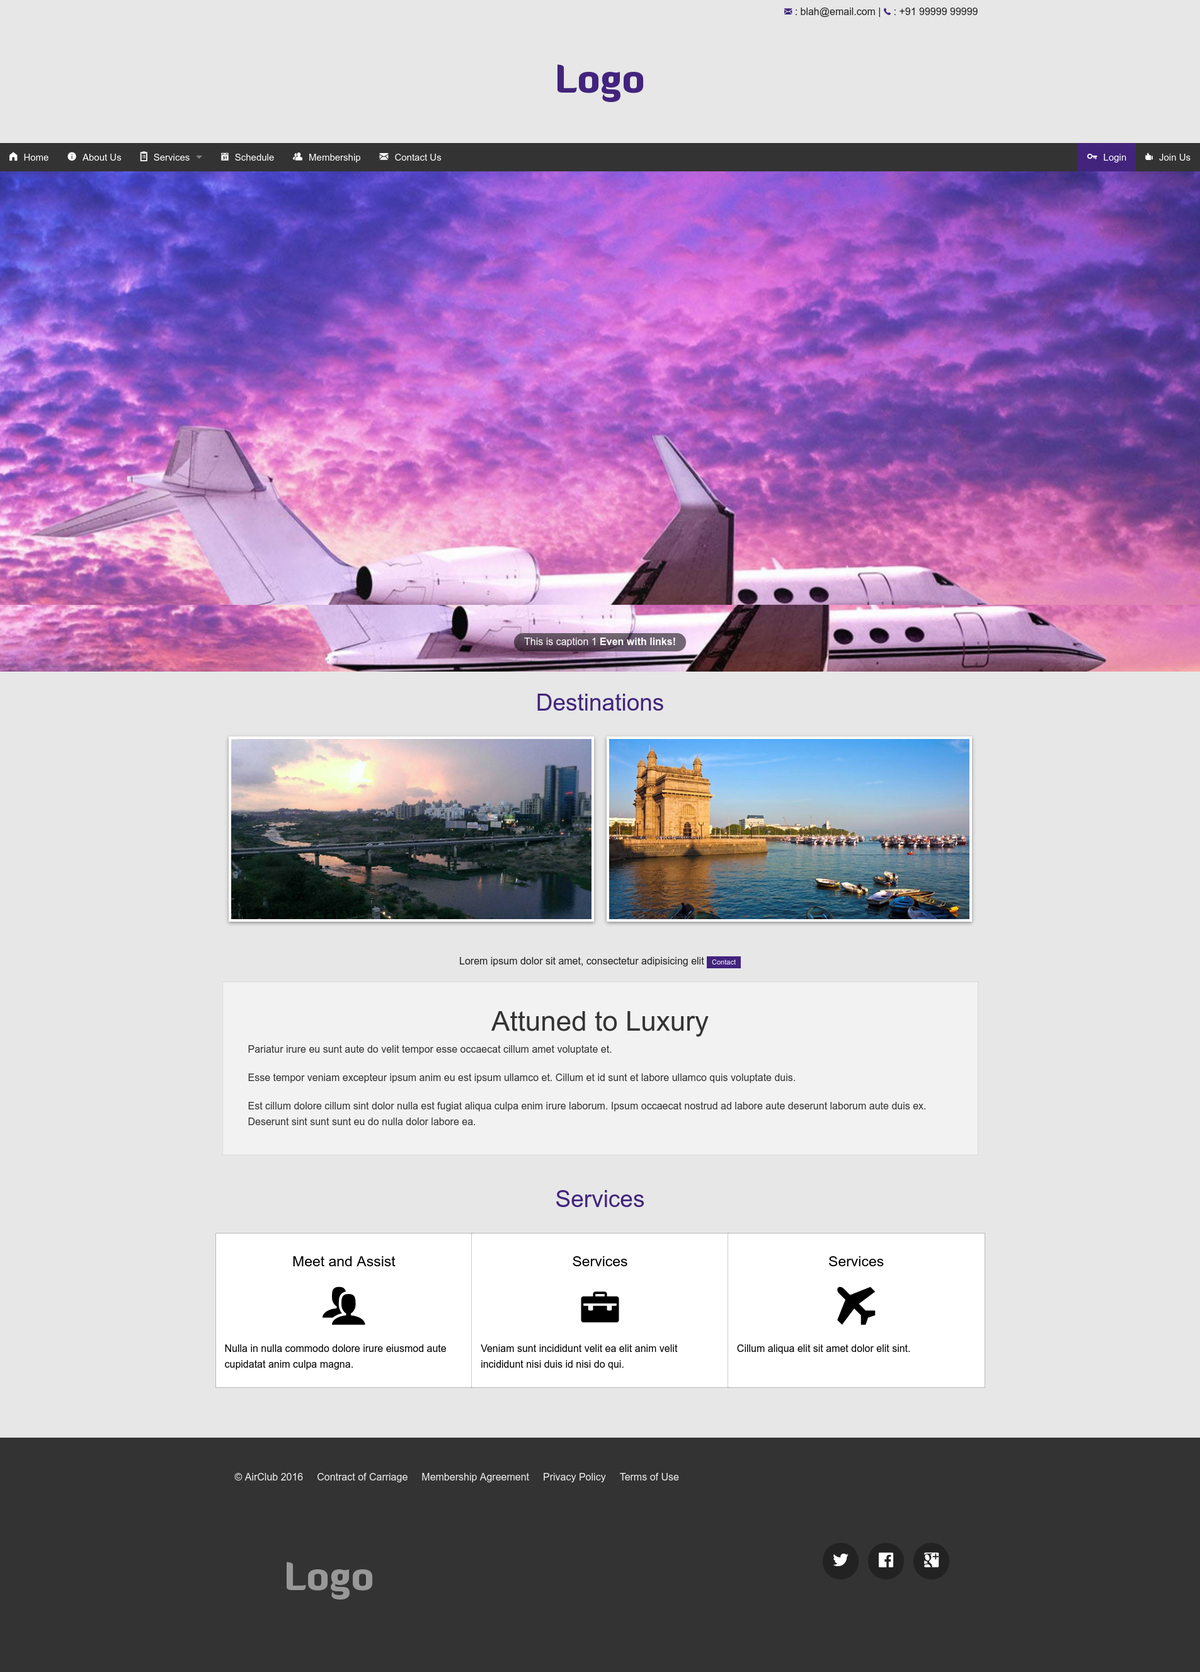 : blah@email.com | : +91 99999 99999
Logo
Home About Us Services Schedule Membership Contact Us Login Join Us
This is caption 1 Even with links!
Destinations
Lorem ipsum dolor sit amet, consectetur adipisicing elit Contact
Attuned to Luxury
Pariatur irure eu sunt aute do velit tempor esse occaecat cillum amet voluptate et.
Esse tempor veniam excepteur ipsum anim eu est ipsum ullamco et. Cillum et id sunt et labore ullamco quis voluptate duis.
Est cillum dolore cillum sint dolor nulla est fugiat aliqua culpa enim irure laborum. Ipsum occaecat nostrud ad labore aute deserunt laborum aute duis ex.
Deserunt sint sunt sunt eu do nulla dolor labore ea.
Services
Meet and Assist
Nulla in nulla commodo dolore irure eiusmod aute
cupidatat anim culpa magna.
Services
Veniam sunt incididunt velit ea elit anim velit
incididunt nisi duis id nisi do qui.
Services
Cillum aliqua elit sit amet dolor elit sint.
© AirClub 2016 Contract of Carriage Membership Agreement Privacy Policy Terms of Use
Logo